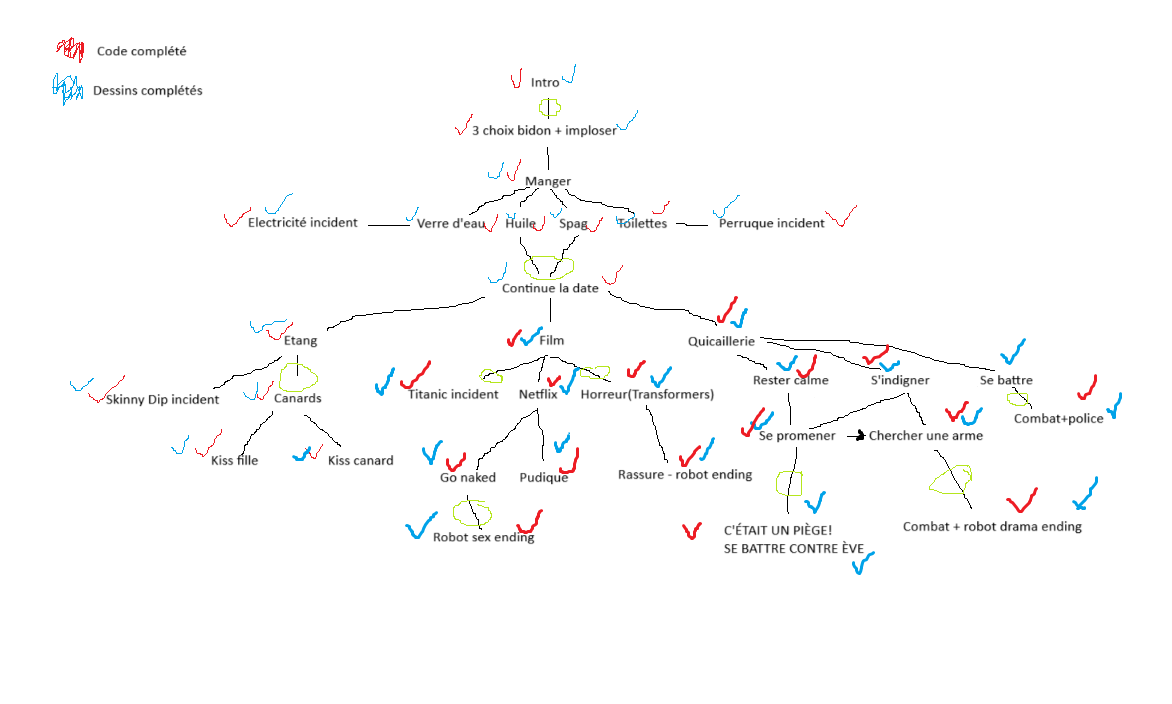 Code complété
Dessins complétés
Intro
3 choix bidon + imploser
Manger
Electricité incident
Verre d'eau
Huile
Spag
Toilettes
Perruque incident
Continue la date
Etang
Film
Quicaillerie
Skinny Dip incident
Canards
Titanic incident
Netflix
Horreur(Transformers)
Rester calme
S'indigner
Se battre
Combat+police
Kiss fille
Kiss canard
Go naked
Pudique
Rassure - robot ending
Se promener
Chercher une arme
Robot sex ending
C'ÉTAIT UN PIÈGE!
SE BATTRE CONTRE ÈVE
Combat + robot drama ending